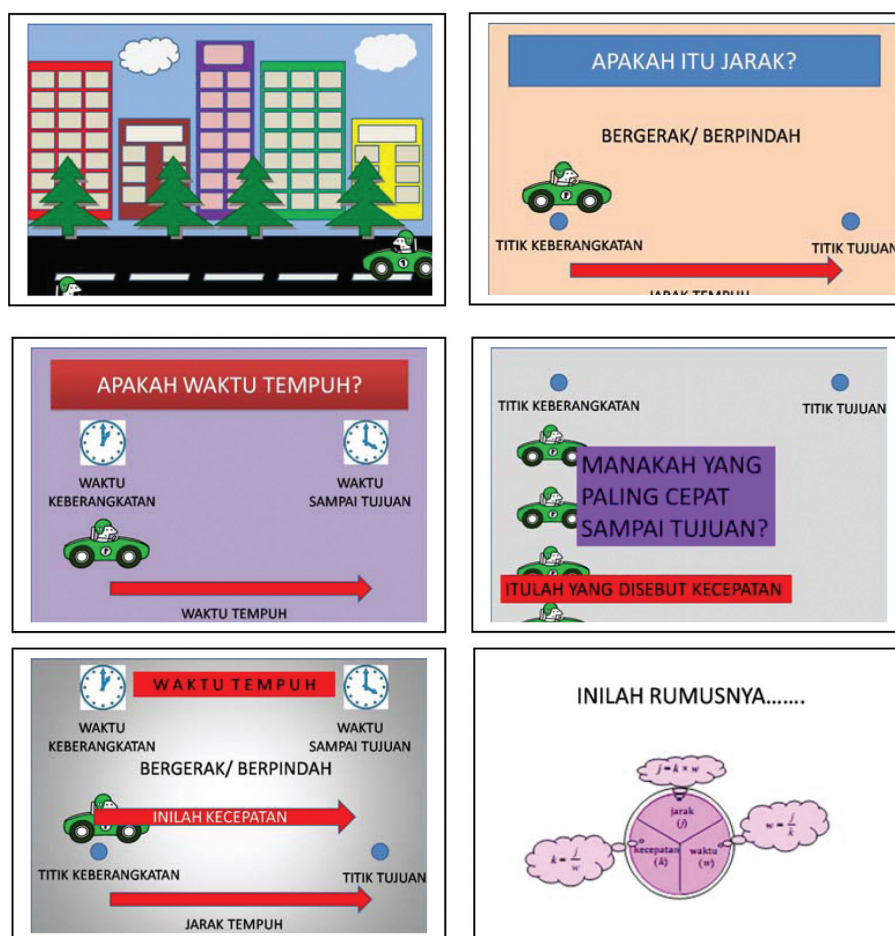 APAKAH ITU JARAK?
BERGERAK/ BERPINDAH
TITIK KEBERANGKATAN
TITIK TUJUAN
JARAK TEMPUH
APAKAH WAKTU TEMPUH?
WAKTU
KEBERANGKATAN
WAKTU
SAMPAI TUJUAN
WAKTU TEMPUH
TITIK KEBERANGKATAN
TITIK TUJUAN
MANAKAH YANG
PALING CEPAT
SAMPAI TUJUAN?
ITULAH YANG DISEBUT KECEPATAN
WAKTU TEMPUH
WAKTU
KEBERANGKATAN
WAKTU
SAMPAI TUJUAN
BERGERAK/ BERPINDAH
INILAH KECEPATAN
TITIK KEBERANGKATAN
TITIK TUJUAN
JARAK TEMPUH
INILAH RUMUSNYA.......
j = k × w
jarak
(j)
kecepatan
(k)
waktu
(w)
k = j/w
w = j/k